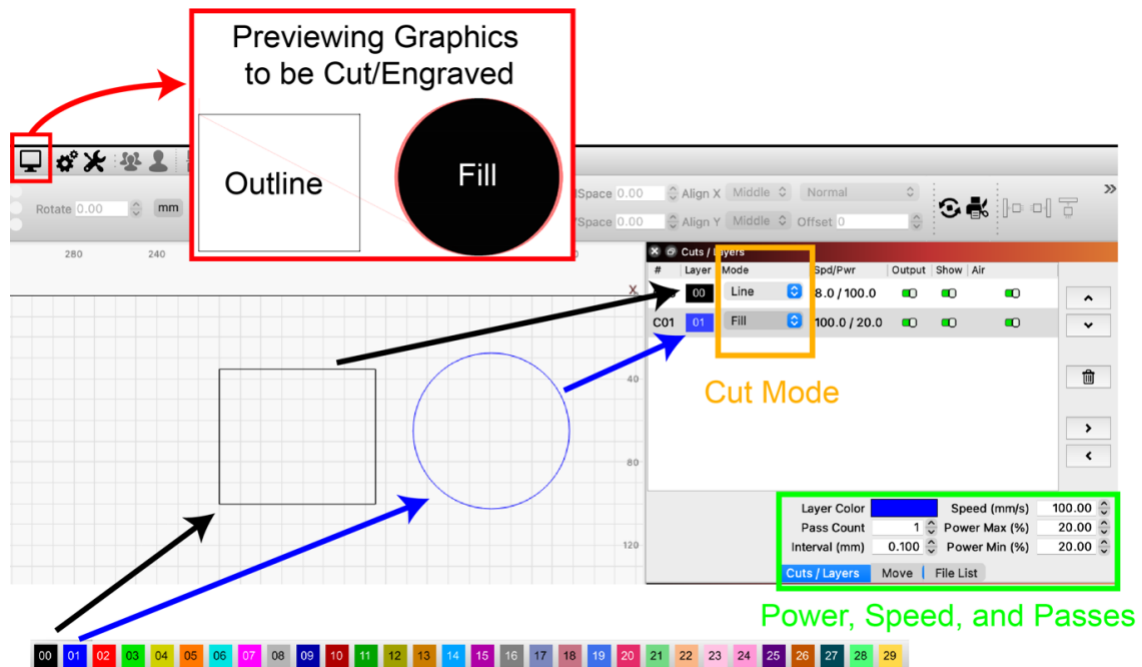 Previewing Graphics
to be Cut/Engraved
Outline
Fill
Rotate 0.00 mm
Space 0.00 Align X Middle Normal
Space 0.00 Align Y Middle Offset 0
»
280 240
Cuts / Layers
# Layer Mode Spd/Pwr Output Show Air
00 Line 8.0 / 100.0
C01 01 Fill 100.0 / 20.0
40
Cut Mode
80
120
Layer Color Speed (mm/s) 100.00
Pass Count 1 Power Max (%) 20.00
Interval (mm) 0.100 Power Min (%) 20.00
Cuts / Layers Move File List
Power, Speed, and Passes
00 01 02 03 04 05 06 07 08 09 10 11 12 13 14 15 16 17 18 19 20 21 22 23 24 25 26 27 28 29